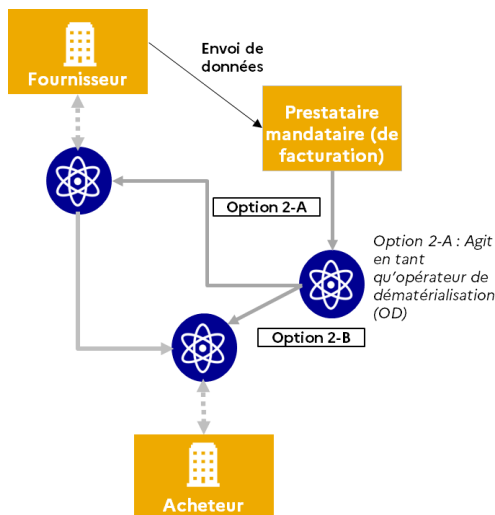 Envoi de
données
Fournisseur
Prestataire
mandataire (de
facturation)
Option 2-A
Option 2-A : Agit
en tant
qu'opérateur de
dématérialisation
(OD)
Option 2-B
Acheteur